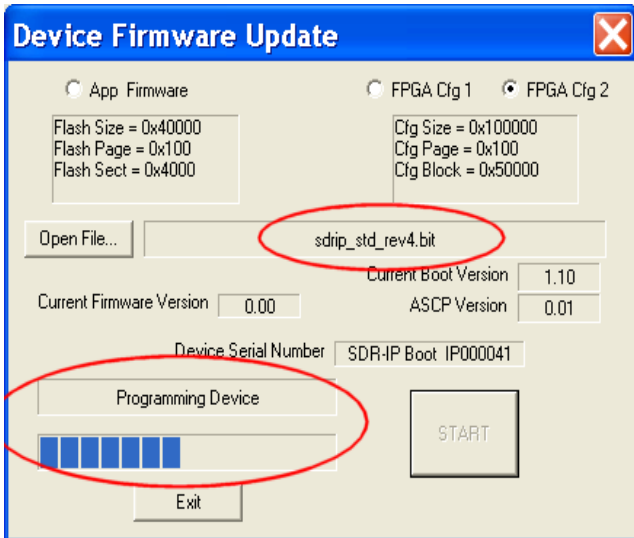 Device Firmware Update
App Firmware
FPGA Cfg 1
FPGA Cfg 2
Flash Size = 0x40000
Flash Page = 0x100
Flash Sect = 0x4000
Cfg Size = 0x100000
Cfg Page = 0x100
Cfg Block = 0x50000
Open File...
sdrip_std_rev4.bit
Current Boot Version 1.10
Current Firmware Version 0.00
ASCP Version 0.01
Device Serial Number SDR-IP Boot IP000041
Programming Device
START
Exit